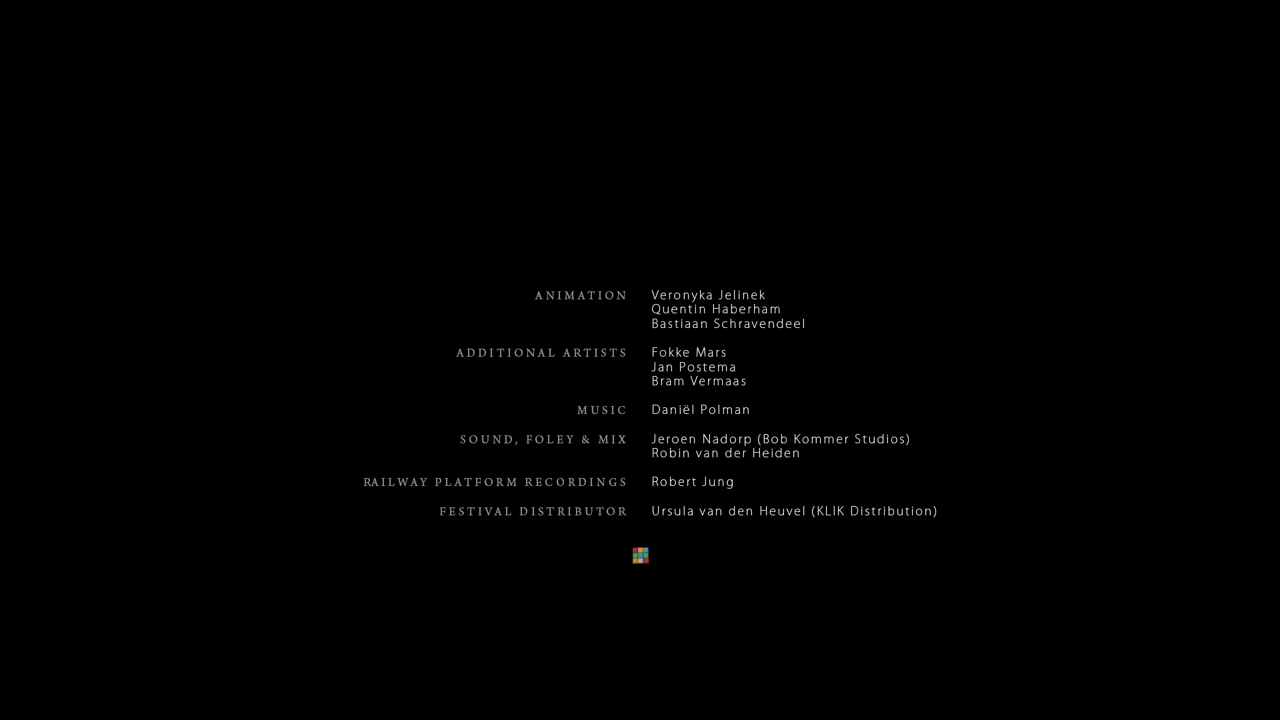 ANIMATION Veronyka Jelinek
Quentin Haberham
Bastiaan Schravendeel
ADDITIONAL ARTISTS Fokke Mars
Jan Postema
Bram Vermaas
MUSIC Daniël Polman
SOUND, FOLEY & MIX Jeroen Nadorp (Bob Kommer Studios)
Robin van der Heiden
RAILWAY PLATFORM RECORDINGS Robert Jung
FESTIVAL DISTRIBUTOR Ursula van den Heuvel (KLIK Distribution)